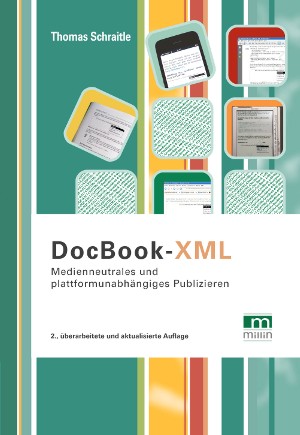 Thomas Schraitle
DocBook-XML
Medienneutrales und
plattformunabhängiges Publizieren
2., überarbeitete und aktualisierte Auflage
m
millin